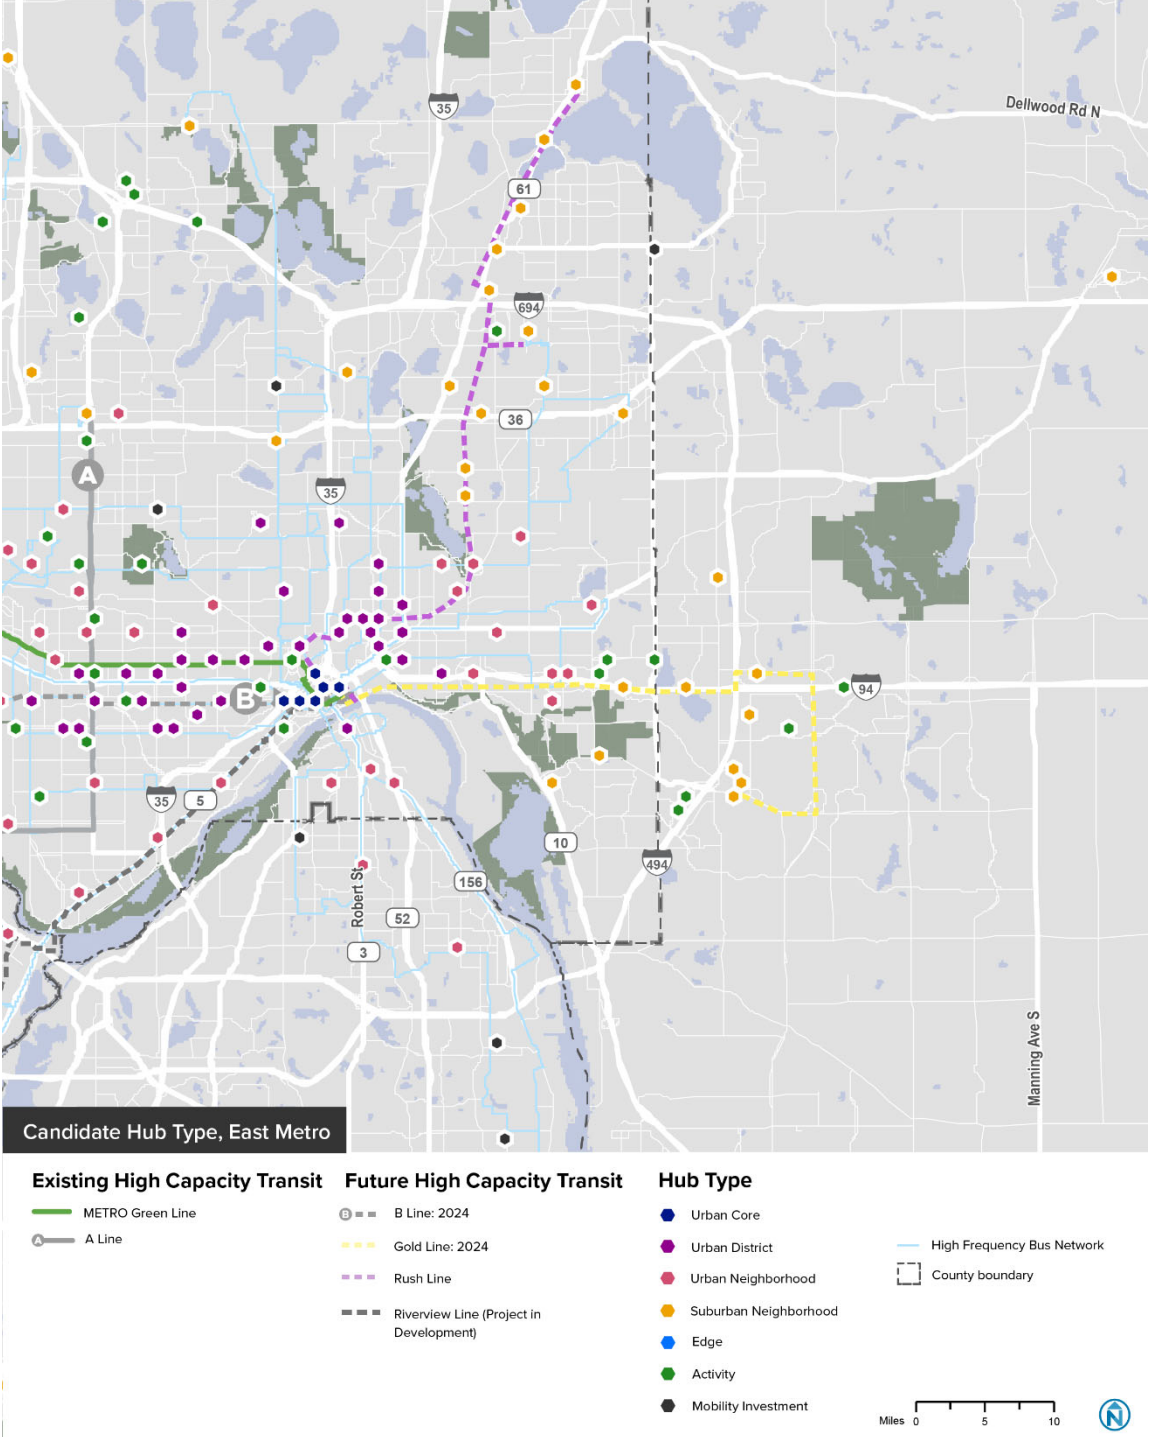 Dellwood Rd N
35
61
694
36
A
35
B
94
35
5
10
494
156
Robert St
52
3
Manning Ave S
Candidate Hub Type, East Metro
Existing High Capacity Transit
METRO Green Line
A
A Line
Future High Capacity Transit
B
B Line: 2024
Gold Line: 2024
Rush Line
Riverview Line (Project in
Development)
Hub Type
Urban Core
Urban District
Urban Neighborhood
Suburban Neighborhood
Edge
Activity
Mobility Investment
High Frequency Bus Network
County boundary
Miles 0 5 10
N